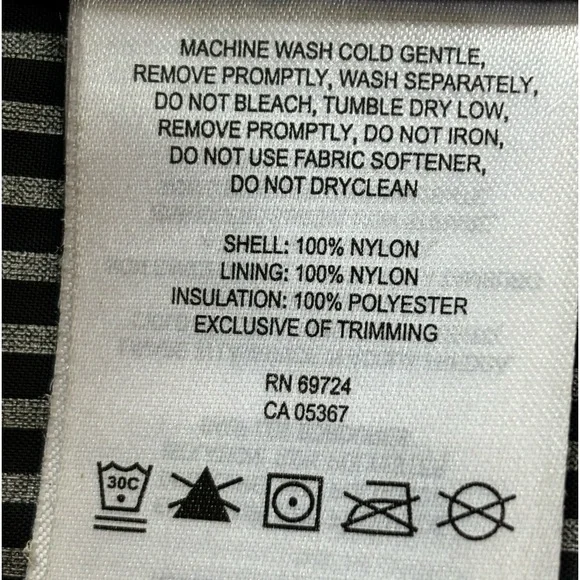 MACHINE WASH COLD GENTLE,
REMOVE PROMPTLY, WASH SEPARATELY,
DO NOT BLEACH, TUMBLE DRY LOW,
REMOVE PROMPTLY, DO NOT IRON,
DO NOT USE FABRIC SOFTENER,
DO NOT DRYCLEAN
SHELL: 100% NYLON
LINING: 100% NYLON
INSULATION: 100% POLYESTER
EXCLUSIVE OF TRIMMING
RN 69724
CA 05367
30C